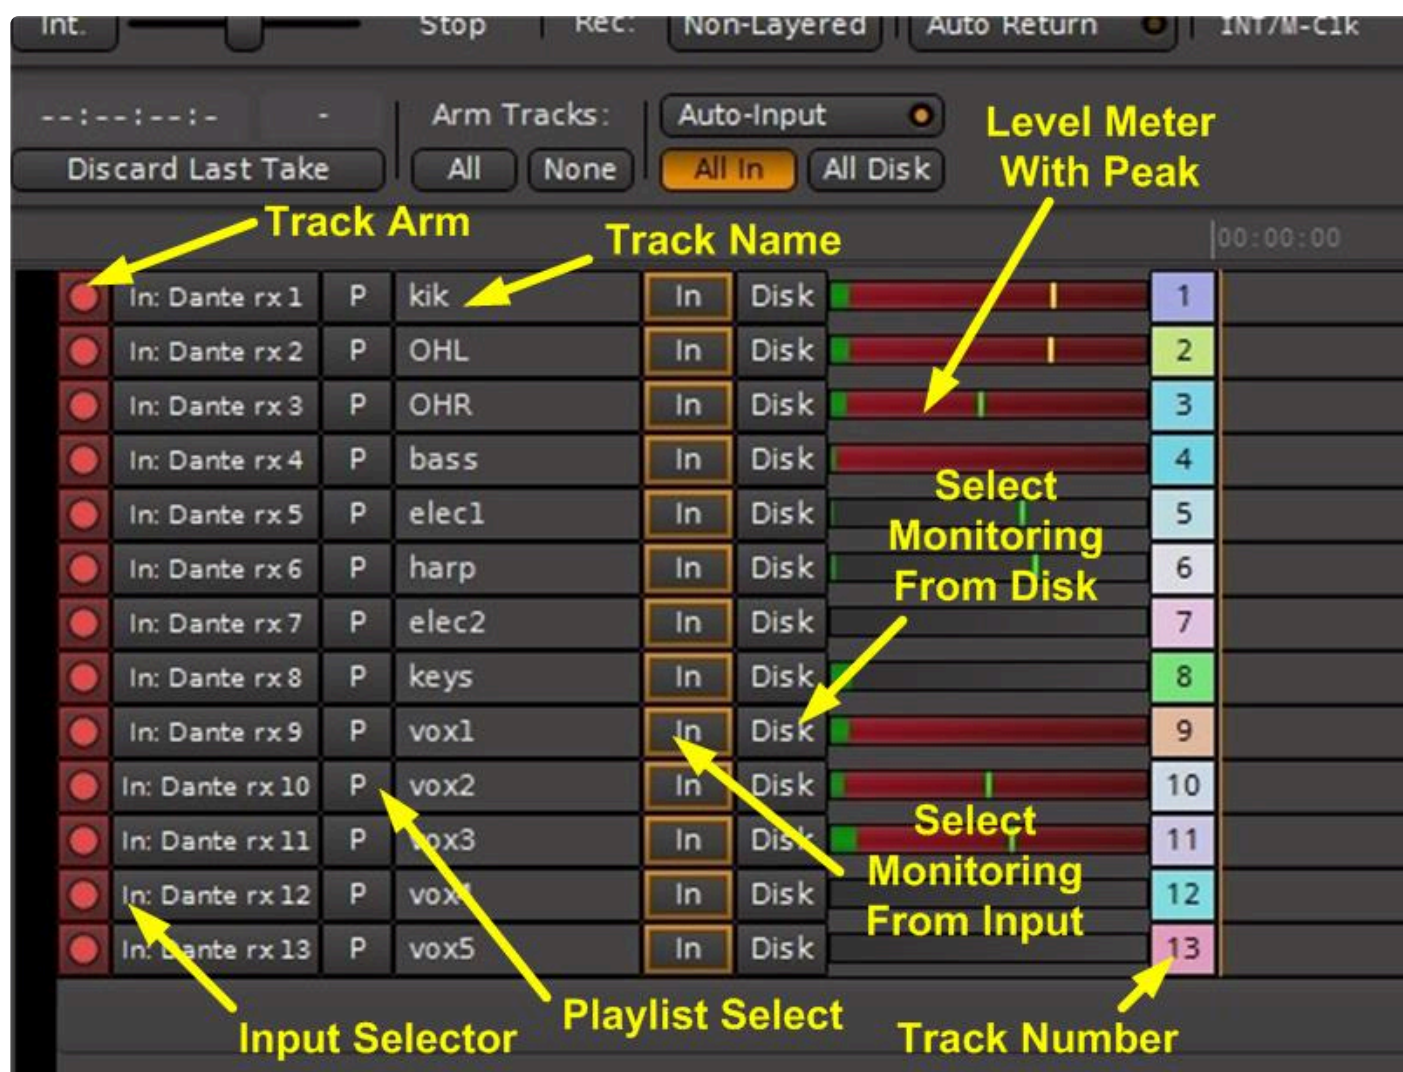 Int. Stop Rec: Non-Layered Auto Return INT/M-Clk
--:--:--:- - Arm Tracks: Auto-Input
Discard Last Take All None All In All Disk
Level Meter
With Peak
Track Arm
Track Name
00:00:00
In: Dante rx 1 P kik In Disk 1
In: Dante rx 2 P OHL In Disk 2
In: Dante rx 3 P OHR In Disk 3
In: Dante rx 4 P bass In Disk 4
Select
Monitoring
From Disk
In: Dante rx 5 P elec1 In Disk 5
In: Dante rx 6 P harp In Disk 6
In: Dante rx 7 P elec2 In Disk 7
In: Dante rx 8 P keys In Disk 8
In: Dante rx 9 P vox1 In Disk 9
In: Dante rx 10 P vox2 In Disk 10
In: Dante rx 11 P vox3 In Disk 11
Select
Monitoring
From Input
In: Dante rx 12 P vox4 In Disk 12
In: Dante rx 13 P vox5 In Disk 13
Input Selector
Playlist Select
Track Number